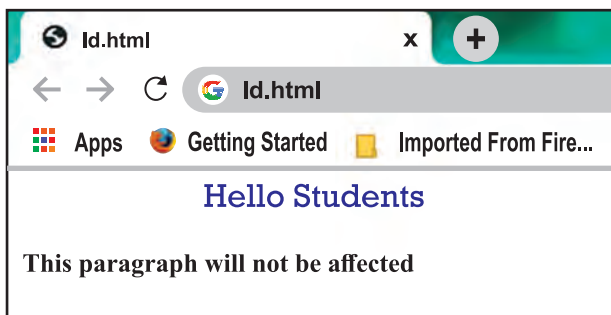 Id.html x +
Id.html
Apps Getting Started Imported From Fire...
Hello Students
This paragraph will not be affected